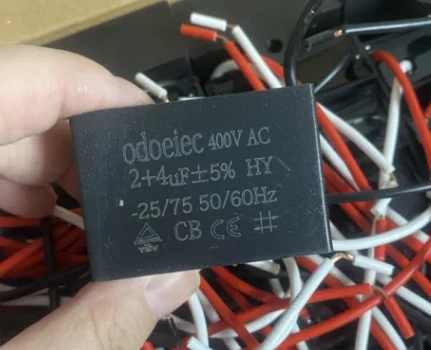 odoeiec 400V AC
2+4uF±5% HY
-25/75 50/60Hz
CB CE